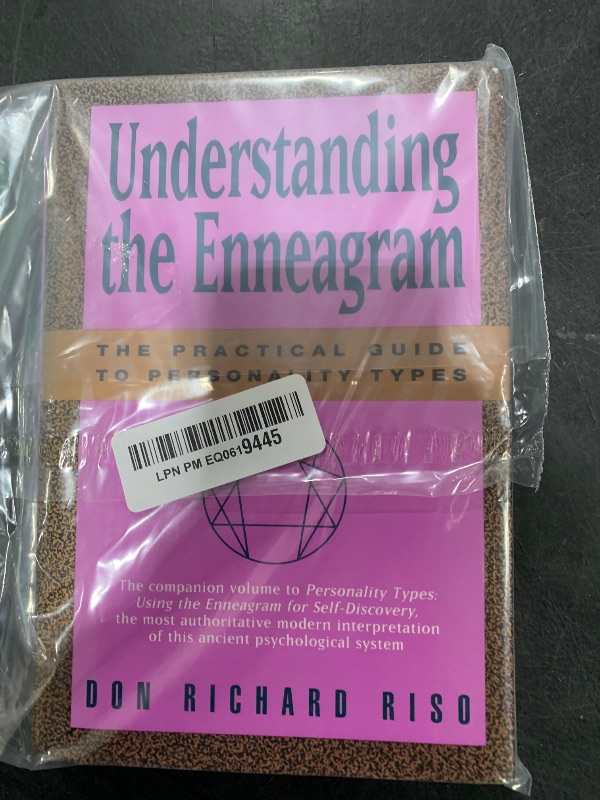 Understanding
the Enneagram
THE PRACTICAL GUIDE
TO PERSONALITY TYPES
LPN PM EQ0619445
The companion volume to Personality Types:
Using the Enneagram for Self-Discovery,
the most authoritative modern interpretation
of this ancient psychological system
DON RICHARD RISO